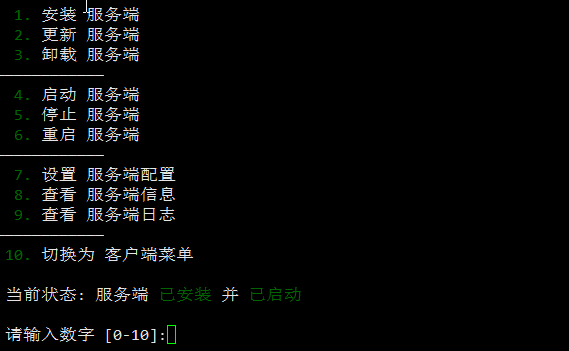 1. 安装 服务端
2. 更新 服务端
3. 卸载 服务端
————————————
4. 启动 服务端
5. 停止 服务端
6. 重启 服务端
————————————
7. 设置 服务端配置
8. 查看 服务端信息
9. 查看 服务端日志
————————————
10. 切换为 客户端菜单
当前状态: 服务端 已安装 并 已启动
请输入数字 [0-10]: